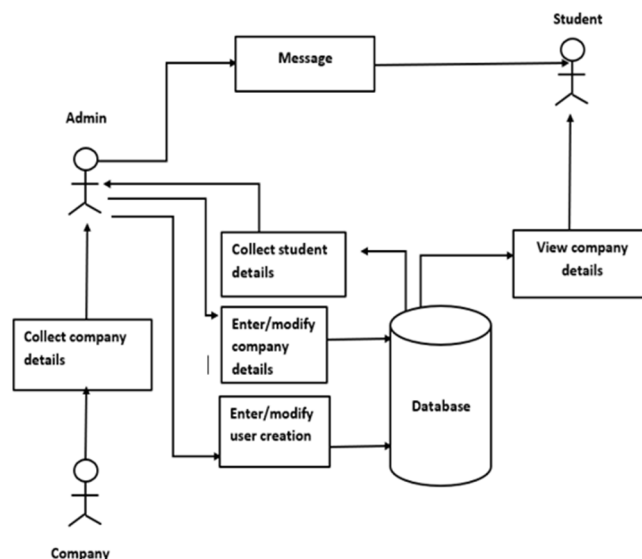 Student
Message
Admin
Collect student
details
View company
details
Enter/modify
company
details
Collect company
details
Database
Enter/modify
user creation
Company